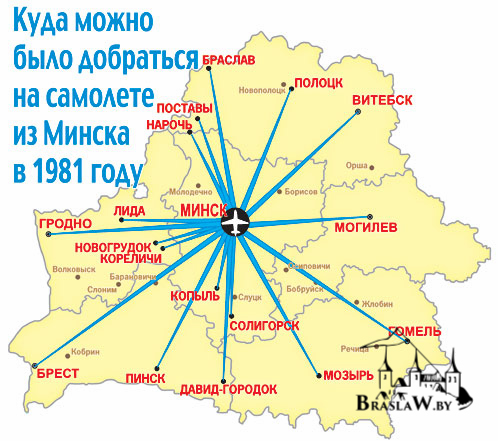 Куда можно
было добраться
на самолете
из Минска
в 1981 году
БРАСЛАВ
Новополоцк
ПОЛОЦК
ВИТЕБСК
ПОСТАВЫ
НАРОЧЬ
Орша
Молодечно
Борисов
ЛИДА
МИНСК
ГРОДНО
МОГИЛЕВ
НОВОГРУДОК
КОРЕЛИЧИ
Волковыск
Слоним
Барановичи
Осиповичи
Бобруйск
КОПЫЛЬ
Слуцк
Жлобин
СОЛИГОРСК
ГОМЕЛЬ
Речица
Кобрин
БРЕСТ
ПИНСК
ДАВИД-ГОРОДОК
МОЗЫРЬ
BRASLAW.BY